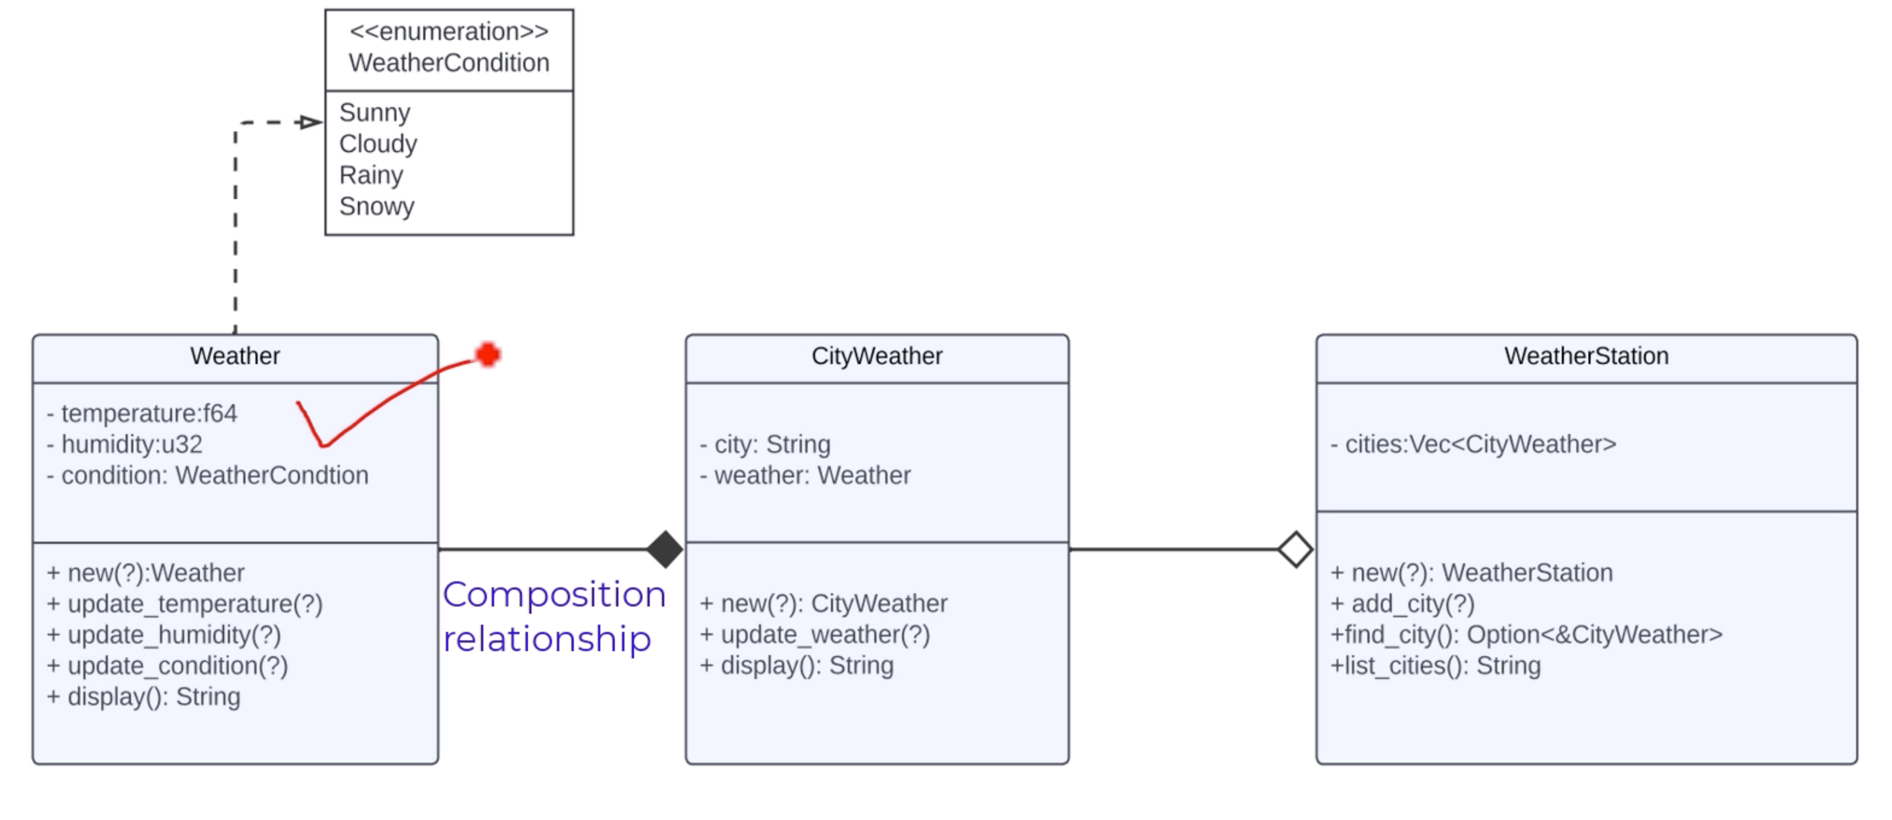 <<enumeration>>
WeatherCondition
Sunny
Cloudy
Rainy
Snowy
Weather
- temperature:f64
- humidity:u32
- condition: WeatherCondtion
+ new(?):Weather
+ update_temperature(?)
+ update_humidity(?)
+ update_condition(?)
+ display(): String
Composition
relationship
CityWeather
- city: String
- weather: Weather
+ new(?): CityWeather
+ update_weather(?)
+ display(): String
WeatherStation
- cities:Vec<CityWeather>
+ new(?): WeatherStation
+ add_city(?)
+find_city(): Option<&CityWeather>
+list_cities(): String